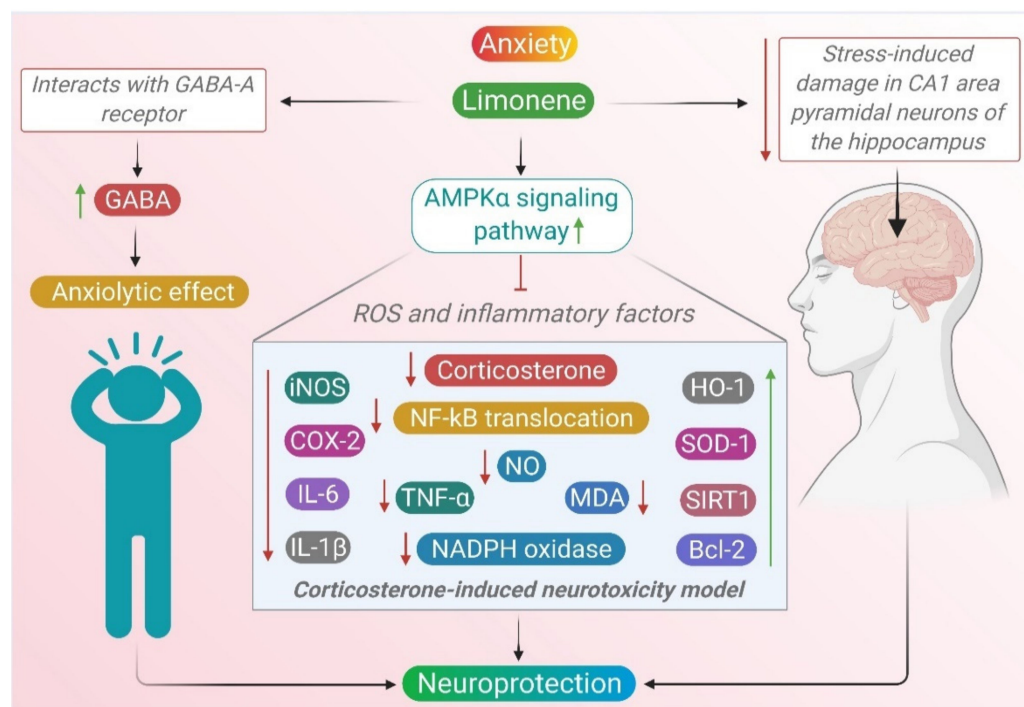 Anxiety
Limonene
Interacts with GABA-A
receptor
GABA
Anxiolytic effect
AMPKα signaling
pathway
Stress-induced
damage in CA1 area
pyramidal neurons of
the hippocampus
ROS and inflammatory factors
iNOS
COX-2
IL-6
IL-1β
Corticosterone
NF-kB translocation
NO
TNF-α
MDA
NADPH oxidase
HO-1
SOD-1
SIRT1
Bcl-2
Corticosterone-induced neurotoxicity model
Neuroprotection